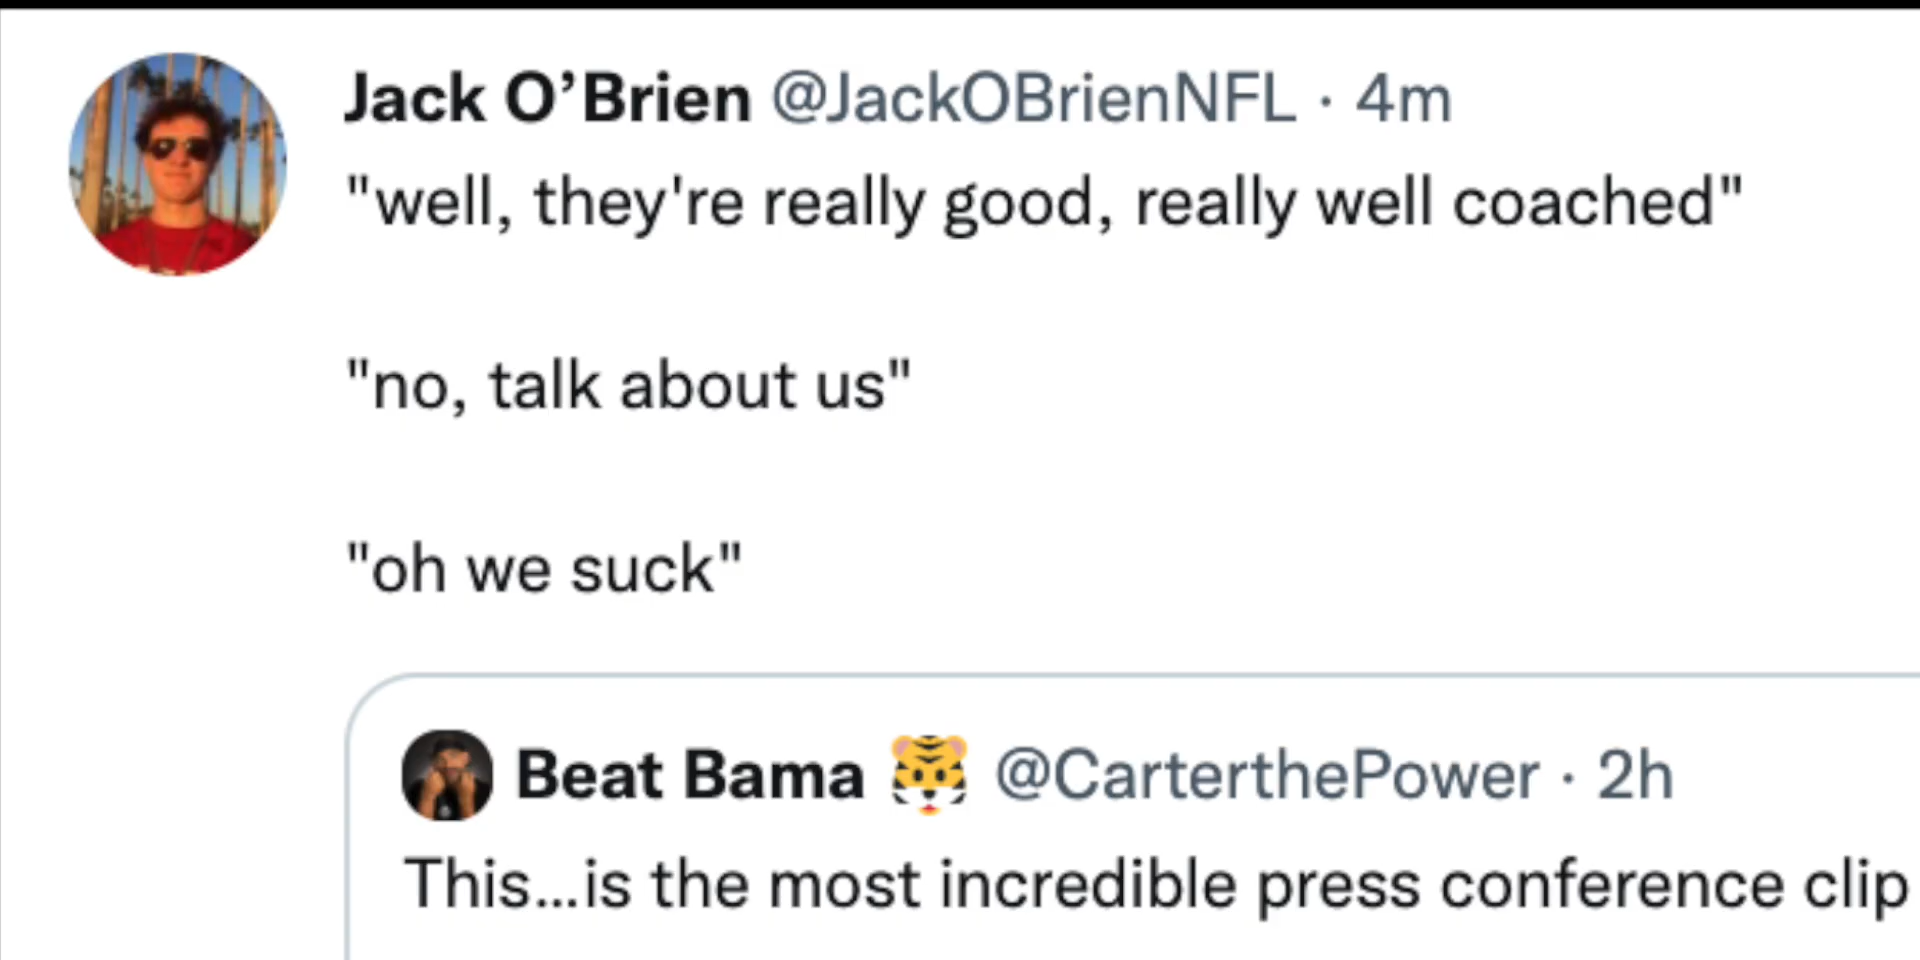 Jack O’Brien @JackOBrienNFL · 4m
"well, they're really good, really well coached"
"no, talk about us"
"oh we suck"
Beat Bama 🐯 @CarterthePower · 2h
This...is the most incredible press conference clip